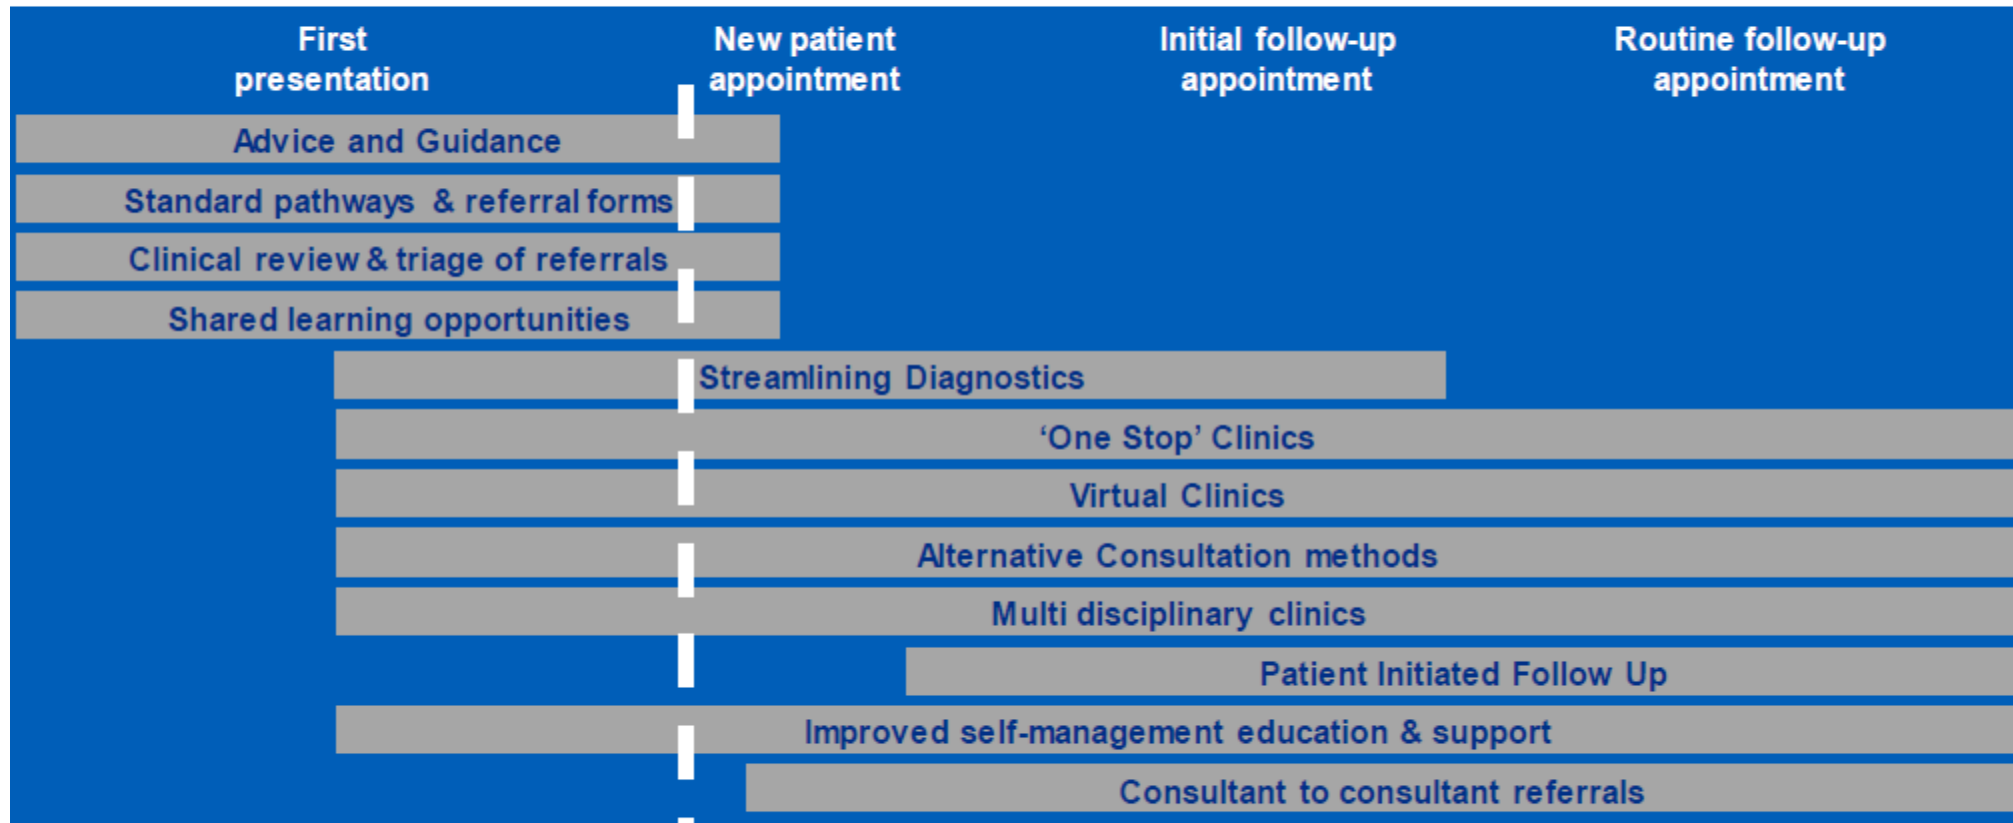 First
presentation
New patient
appointment
Initial follow-up
appointment
Routine follow-up
appointment
Advice and Guidance
Standard pathways & referral forms
Clinical review & triage of referrals
Shared learning opportunities
Streamlining Diagnostics
‘One Stop’ Clinics
Virtual Clinics
Alternative Consultation methods
Multi disciplinary clinics
Patient Initiated Follow Up
Improved self-management education & support
Consultant to consultant referrals